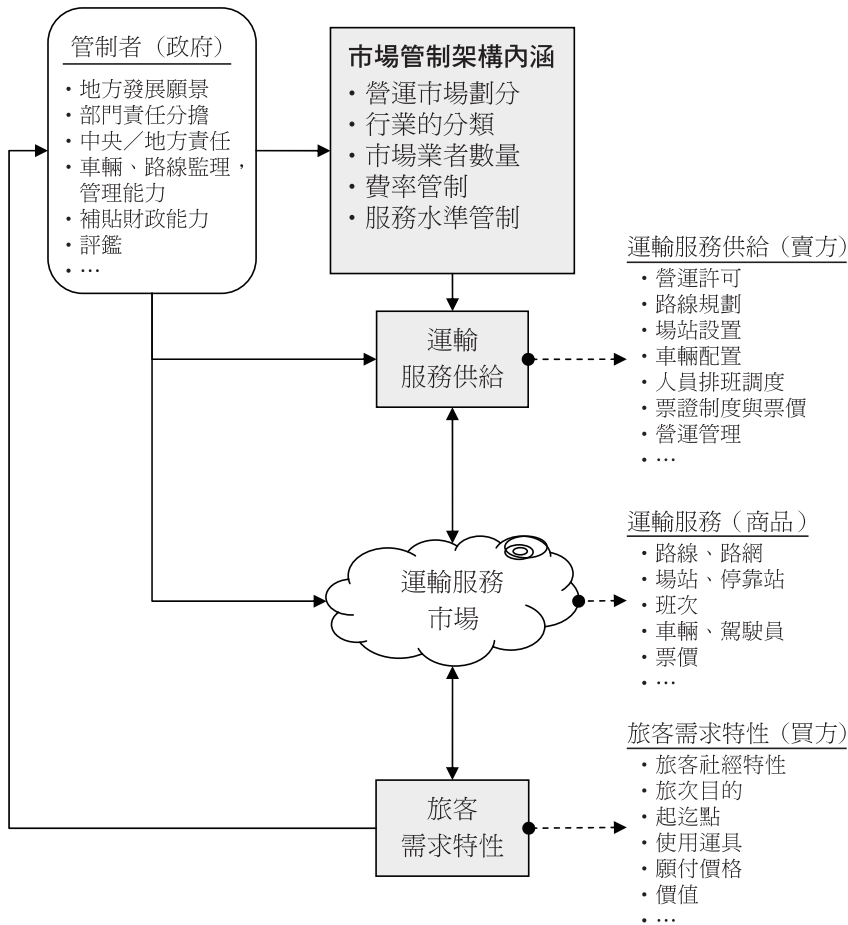 管制者（政府）
・地方發展願景
・部門責任分擔
・中央／地方責任
・車輛、路線監理，
管理能力
・補貼財政能力
・評鑑
・…
市場管制架構內涵
・營運市場劃分
・行業的分類
・市場業者數量
・費率管制
・服務水準管制
運輸
服務供給
運輸服務供給（賣方）
・營運許可
・路線規劃
・場站設置
・車輛配置
・人員排班調度
・票證制度與票價
・營運管理
・…
運輸服務
市場
運輸服務（商品）
・路線、路網
・場站、停靠站
・班次
・車輛、駕駛員
・票價
・…
旅客
需求特性
旅客需求特性（買方）
・旅客社經特性
・旅次目的
・起迄點
・使用運具
・願付價格
・價值
・…